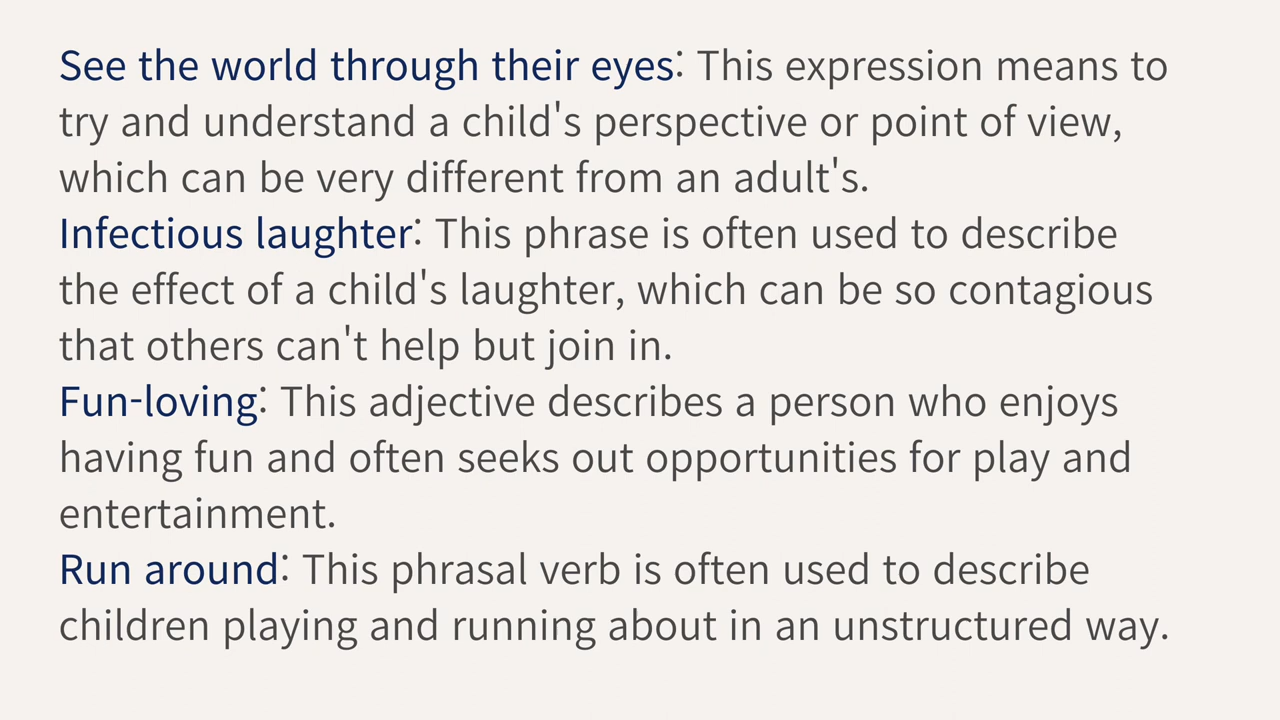 See the world through their eyes: This expression means to
try and understand a child's perspective or point of view,
which can be very different from an adult's.
Infectious laughter: This phrase is often used to describe
the effect of a child's laughter, which can be so contagious
that others can't help but join in.
Fun-loving: This adjective describes a person who enjoys
having fun and often seeks out opportunities for play and
entertainment.
Run around: This phrasal verb is often used to describe
children playing and running about in an unstructured way.